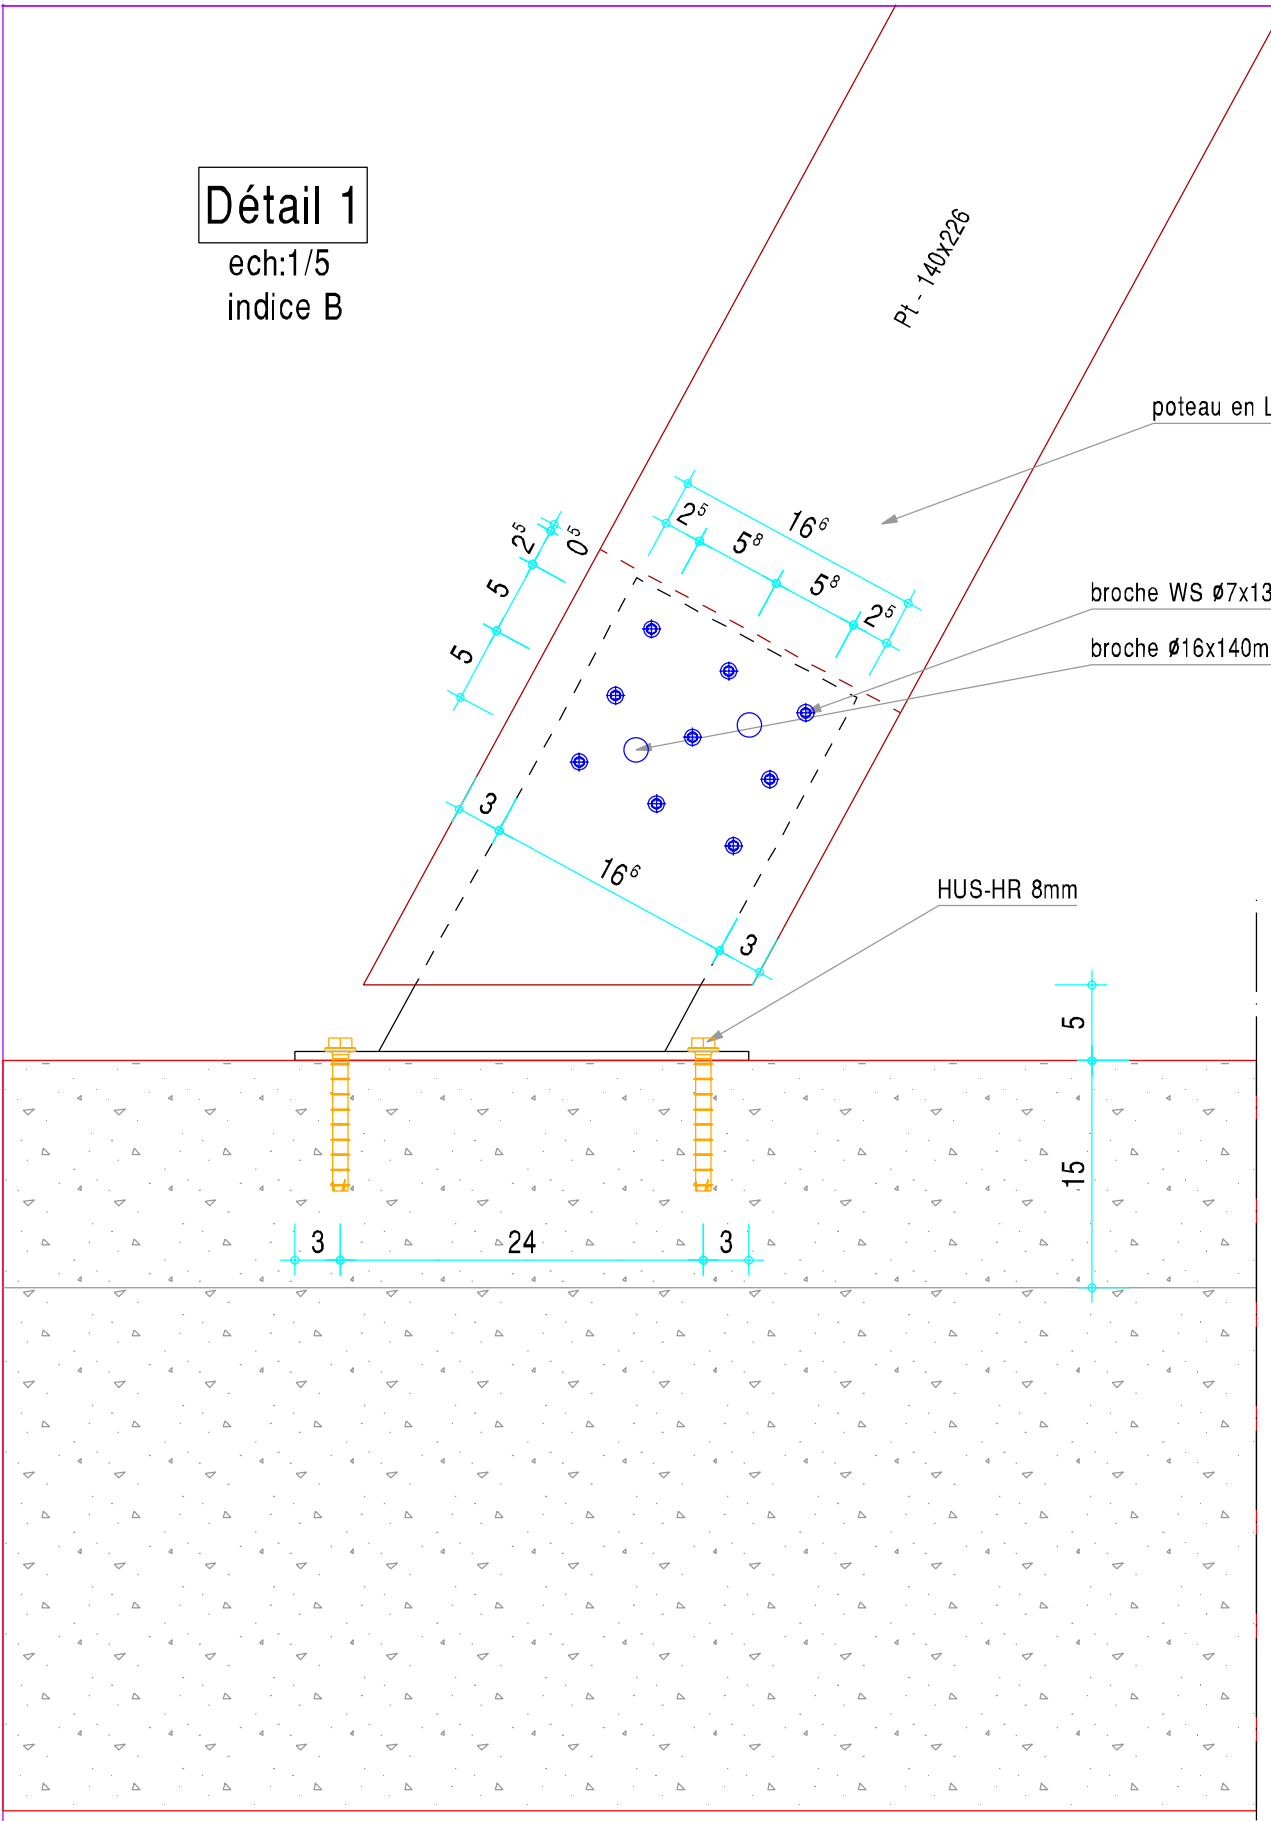 Détail 1
ech:1/5
indice B
Pt - 140x226
poteau en L
16⁶
2⁵
5⁸
5⁸
2⁵
0⁵
2⁵
5
5
broche WS Ø7x13
broche Ø16x140m
3
16⁶
3
HUS-HR 8mm
5
15
3
24
3